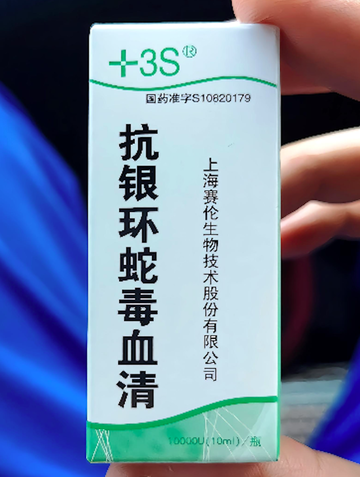 +3S®
国药准字S10820179
抗银环蛇毒血清
上海赛伦生物技术股份有限公司
10000U(10ml)/瓶